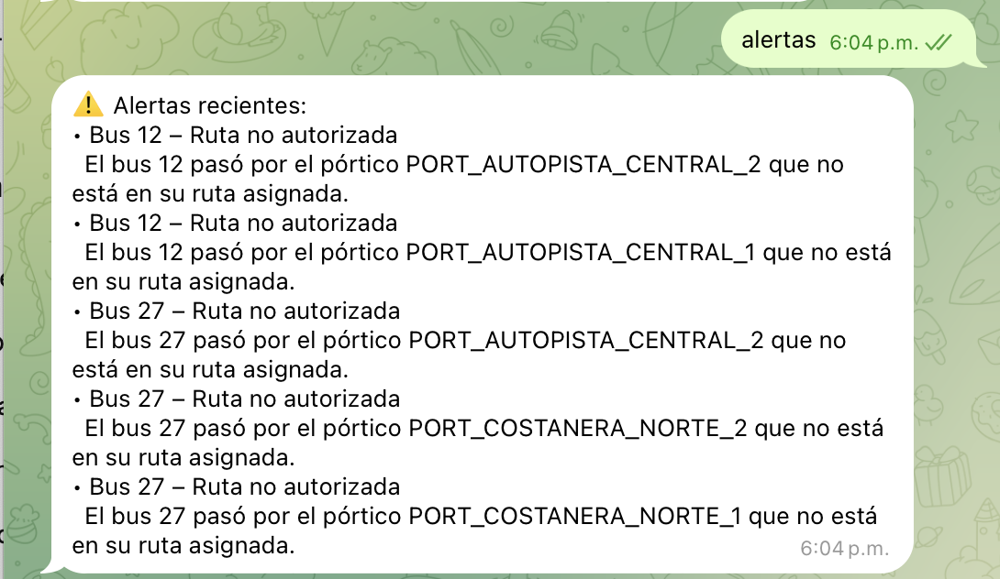 alertas 6:04 p.m.
⚠️ Alertas recientes:
• Bus 12 – Ruta no autorizada
El bus 12 pasó por el pórtico PORT_AUTOPISTA_CENTRAL_2 que no
está en su ruta asignada.
• Bus 12 – Ruta no autorizada
El bus 12 pasó por el pórtico PORT_AUTOPISTA_CENTRAL_1 que no está
en su ruta asignada.
• Bus 27 – Ruta no autorizada
El bus 27 pasó por el pórtico PORT_AUTOPISTA_CENTRAL_2 que no
está en su ruta asignada.
• Bus 27 – Ruta no autorizada
El bus 27 pasó por el pórtico PORT_COSTANERA_NORTE_2 que no está
en su ruta asignada.
• Bus 27 – Ruta no autorizada
El bus 27 pasó por el pórtico PORT_COSTANERA_NORTE_1 que no está
en su ruta asignada.
6:04 p.m.